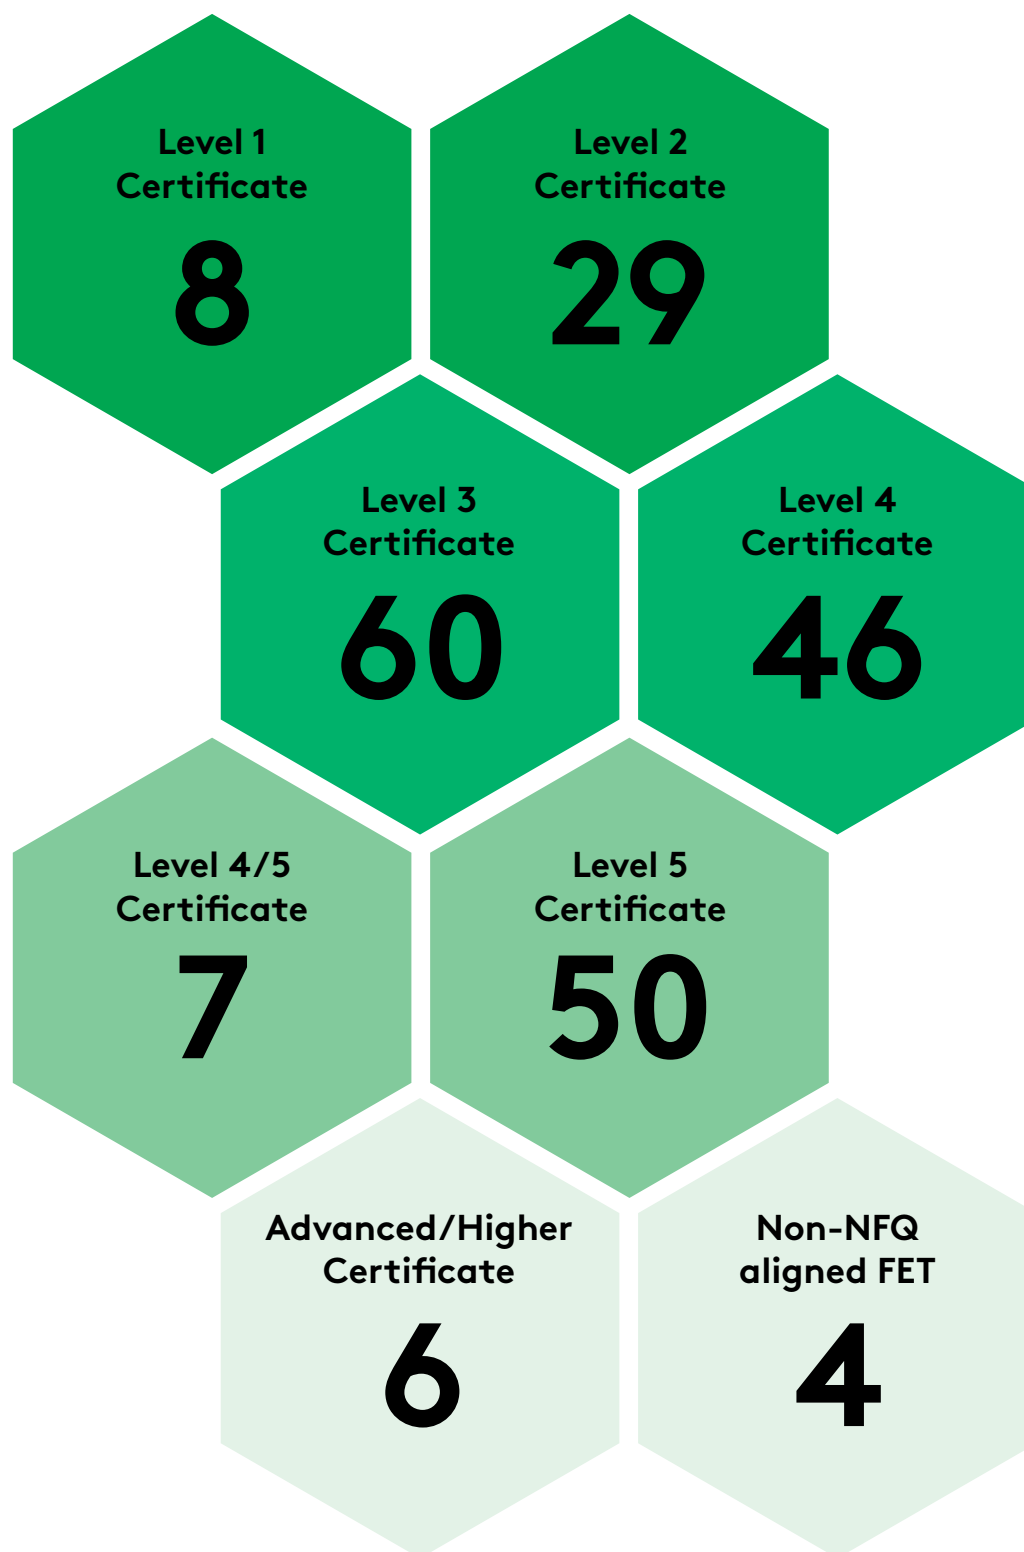 Level 1
Certificate
8
Level 2
Certificate
29
Level 3
Certificate
60
Level 4
Certificate
46
Level 4/5
Certificate
7
Level 5
Certificate
50
Advanced/Higher
Certificate
6
Non-NFQ
aligned FET
4